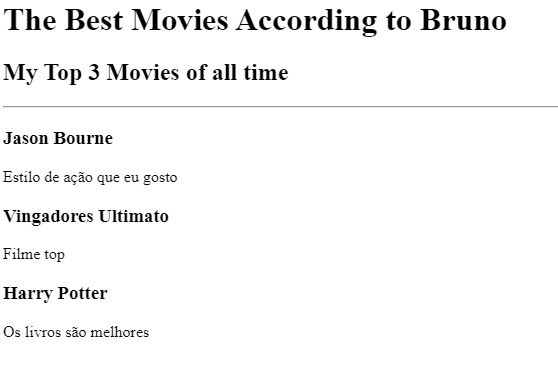 The Best Movies According to Bruno
My Top 3 Movies of all time
Jason Bourne
Estilo de ação que eu gosto
Vingadores Ultimato
Filme top
Harry Potter
Os livros são melhores